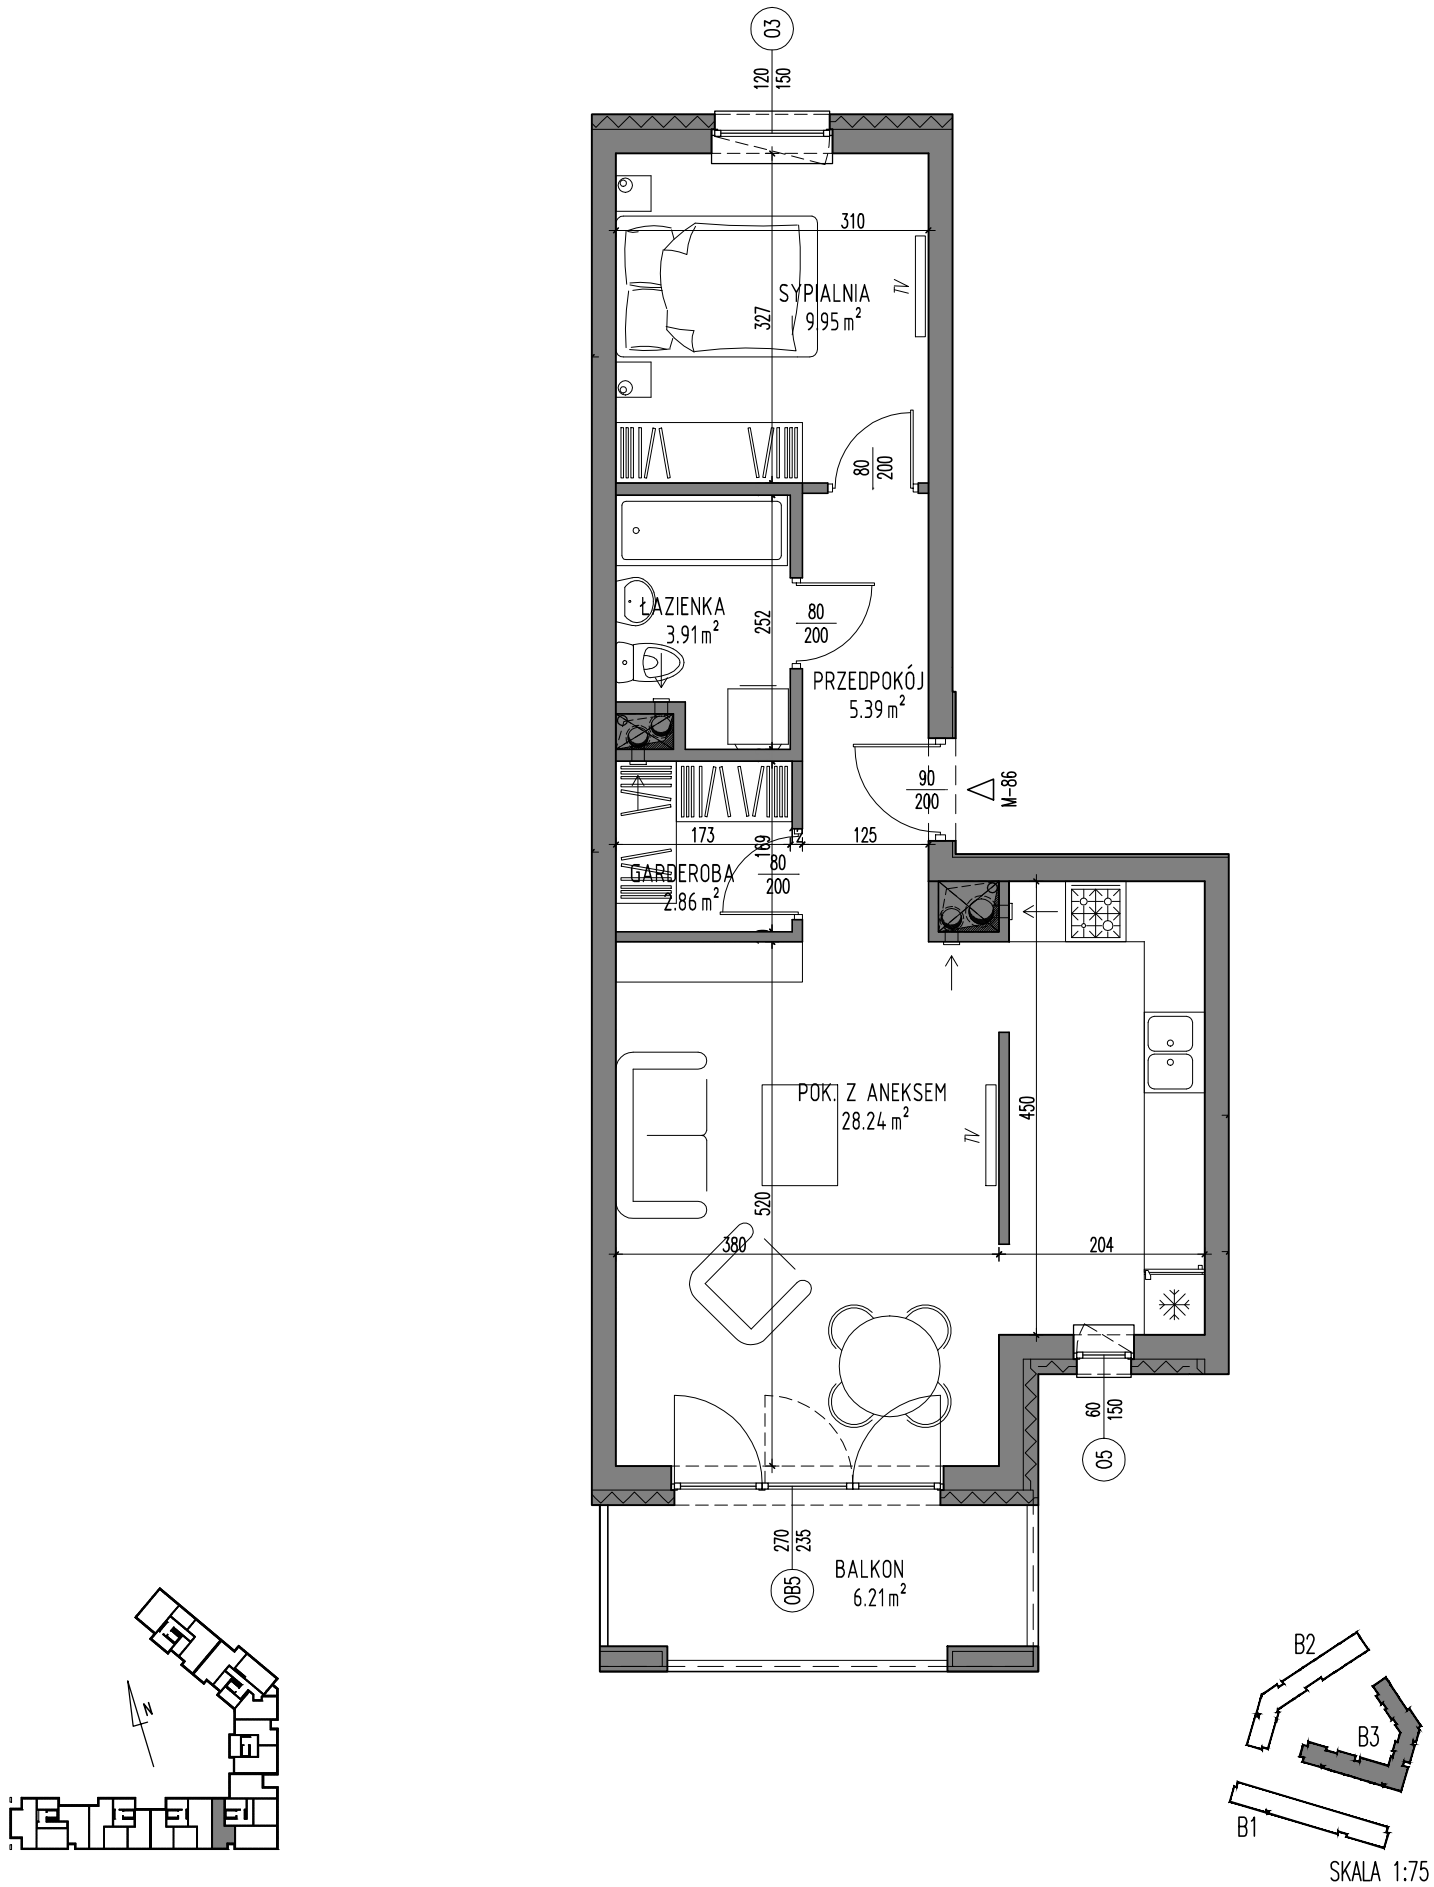 03
120
150
310
TV
SYPIALNIA
9.95 m²
327
80
200
ŁAZIENKA
3.91 m²
252
80
200
PRZEDPOKÓJ
5.39 m²
90
200
M-86
173
169
12
125
GARDEROBA
2.86 m²
80
200
POK. Z ANEKSEM
28.24 m²
450
TV
520
380
204
60
150
05
270
235
OB5
BALKON
6.21 m²
N
B2
B3
B1
SKALA 1:75